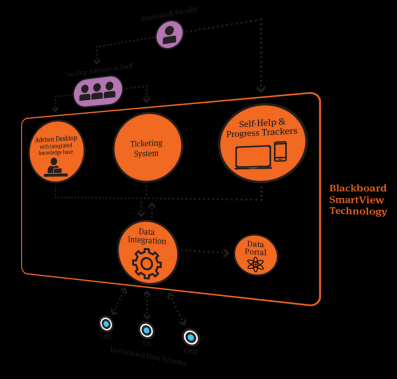 Students & Faculty
Advisor Desktop
with integrated
knowledge base
Ticketing
System
Self-Help &
Progress Trackers
Blackboard
SmartView
Technology
Data
Integration
Data
Portal
Institutional Data Systems